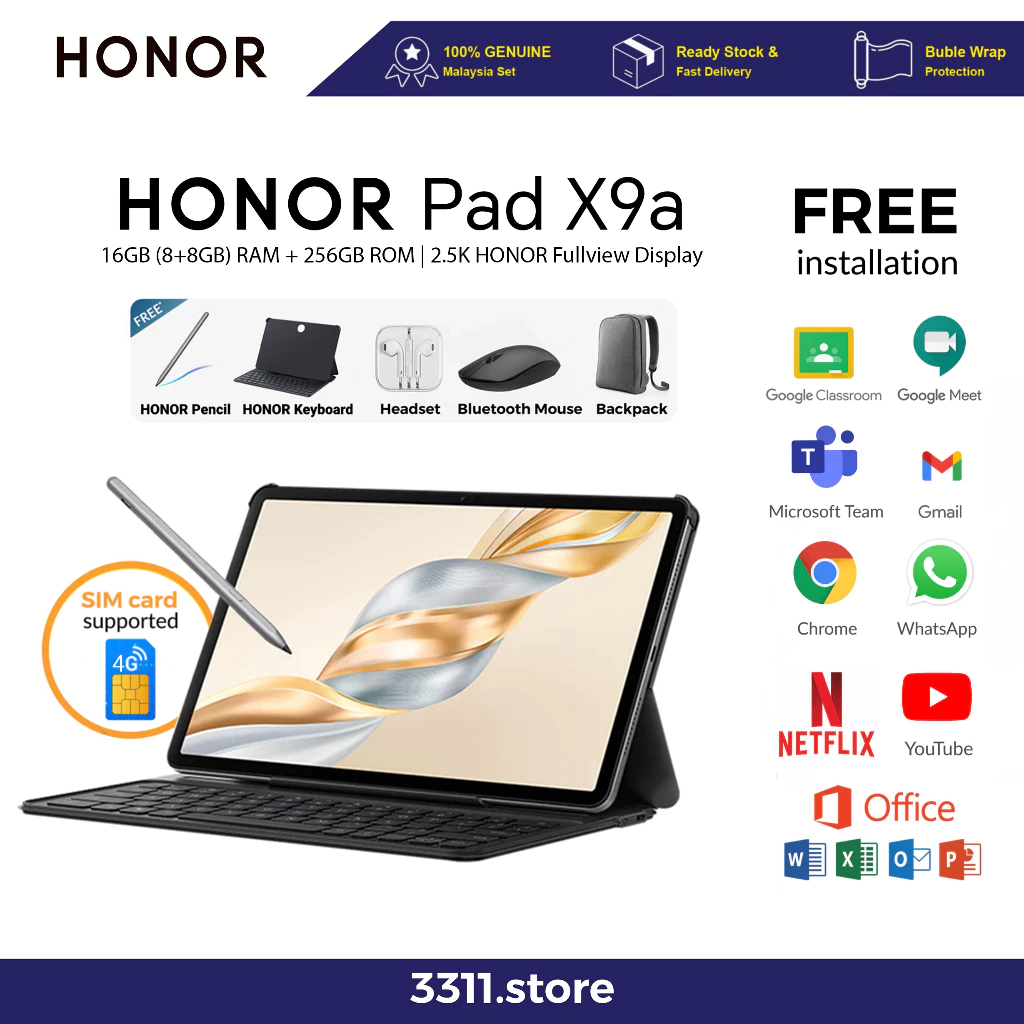 HONOR
100% GENUINE
Malaysia Set
Ready Stock &
Fast Delivery
Buble Wrap
Protection
HONOR Pad X9a
16GB (8+8GB) RAM + 256GB ROM | 2.5K HONOR Fullview Display
FREE*
HONOR Pencil
HONOR Keyboard
Headset
Bluetooth Mouse
Backpack
SIM card
supported
4G
FREE
installation
Google Classroom
Google Meet
T
Microsoft Team
Gmail
Chrome
WhatsApp
NETFLIX
YouTube
Office
W
X
O
P
3311.store